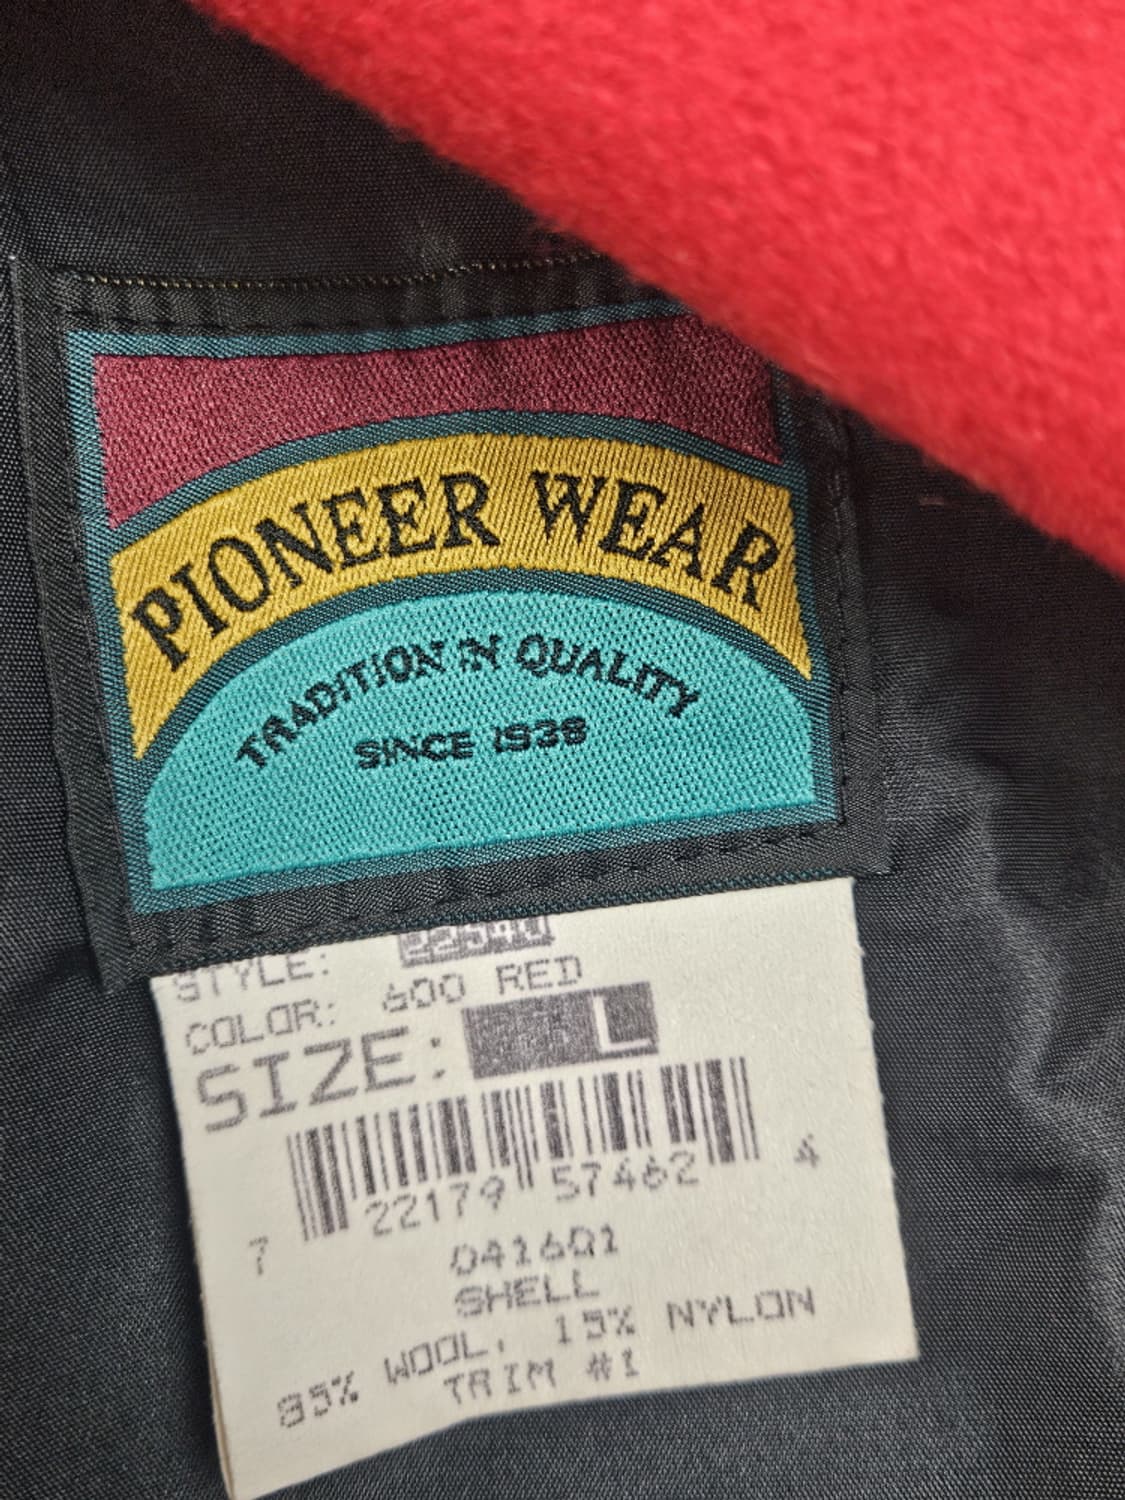 PIONEER WEAR
TRADITION IN QUALITY
SINCE 1938
STYLE:
COLOR: 600 RED
SIZE: L
7 22179 57462 4
041601
SHELL
85% WOOL, 15% NYLON
TRIM #1